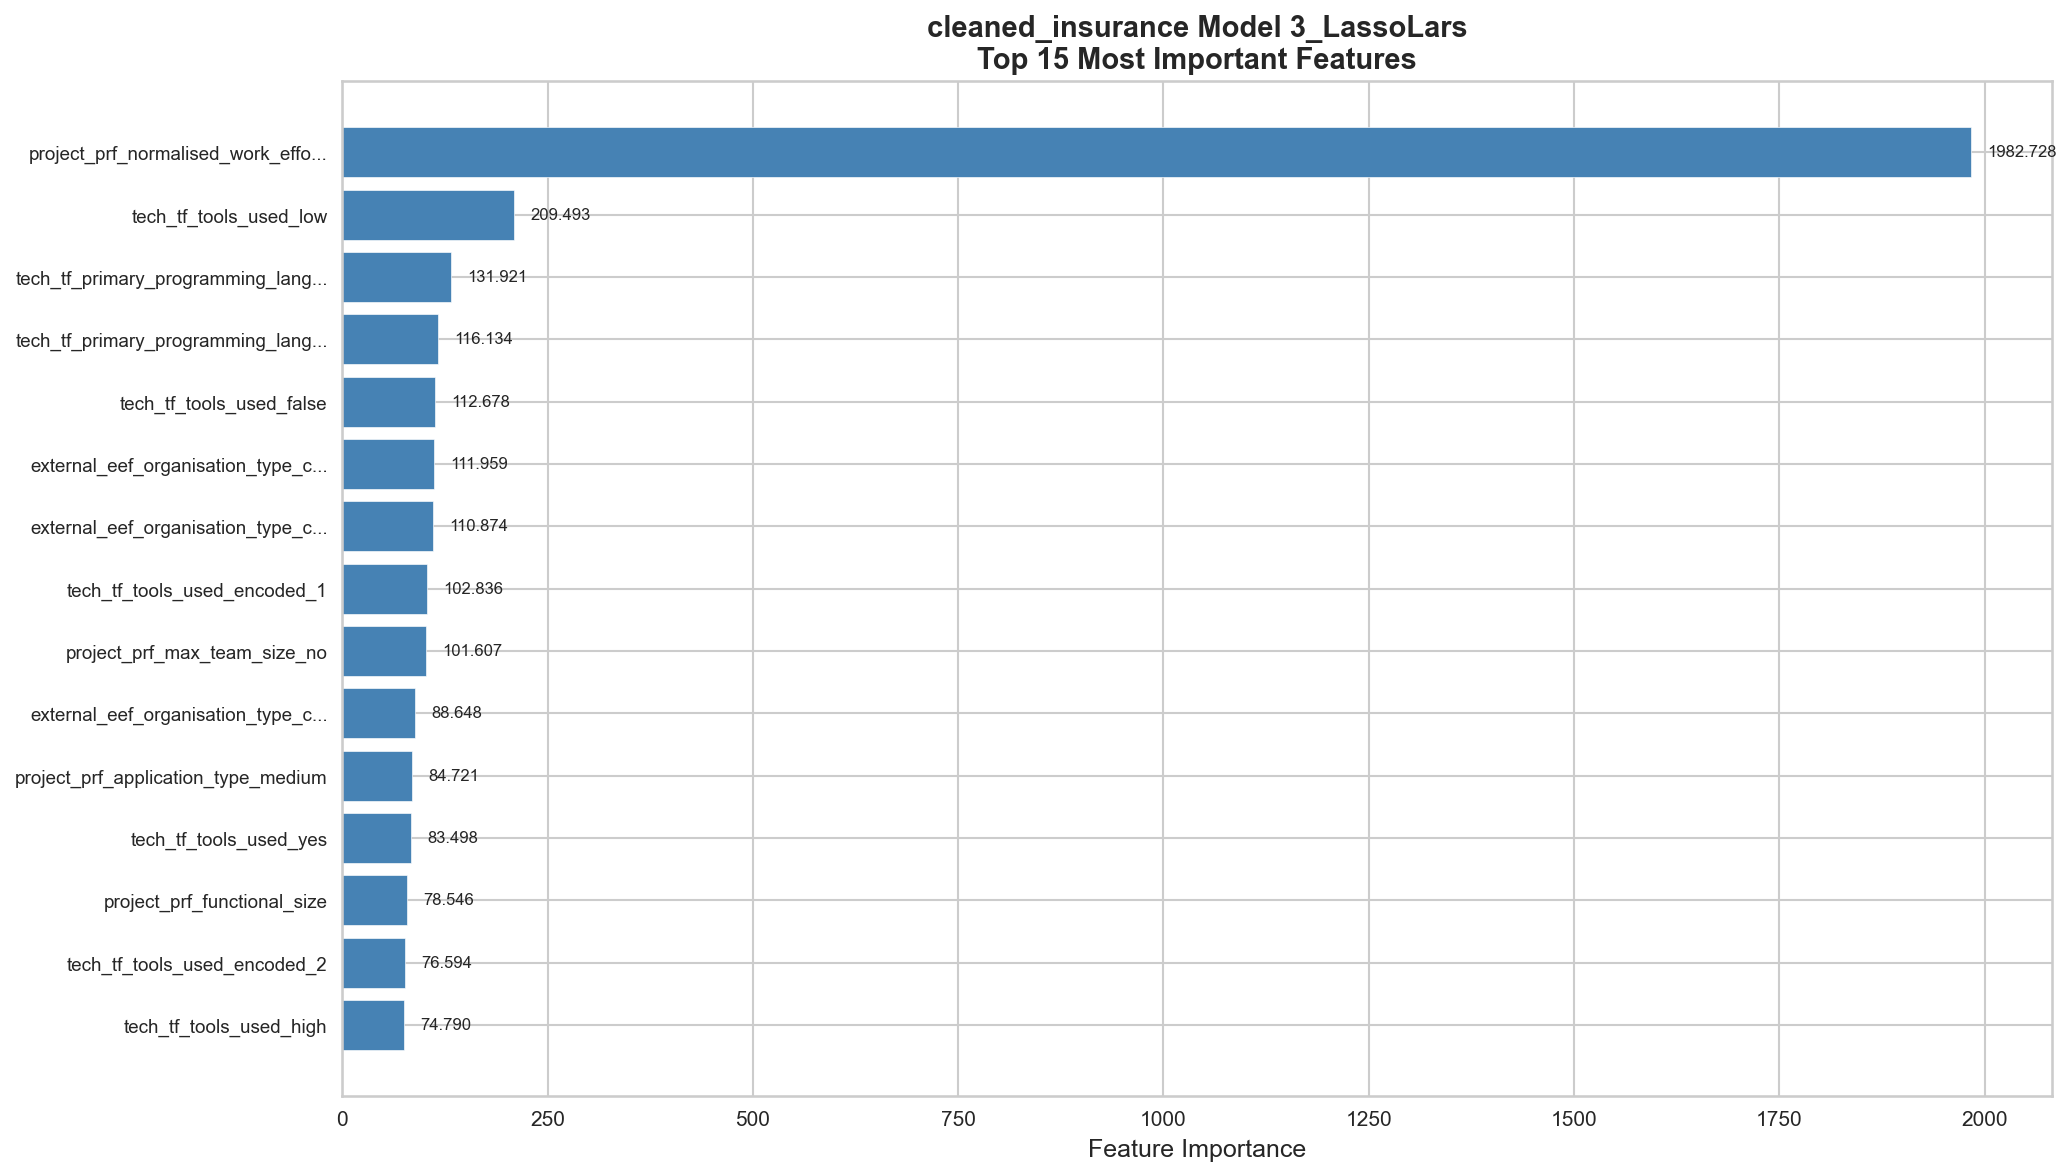 cleaned_insurance Model 3_LassoLars
Top 15 Most Important Features
project_prf_normalised_work_effo... 1982.728
tech_tf_tools_used_low 209.493
tech_tf_primary_programming_lang... 131.921
tech_tf_primary_programming_lang... 116.134
tech_tf_tools_used_false 112.678
external_eef_organisation_type_c... 111.959
external_eef_organisation_type_c... 110.874
tech_tf_tools_used_encoded_1 102.836
project_prf_max_team_size_no 101.607
external_eef_organisation_type_c... 88.648
project_prf_application_type_medium 84.721
tech_tf_tools_used_yes 83.498
project_prf_functional_size 78.546
tech_tf_tools_used_encoded_2 76.594
tech_tf_tools_used_high 74.790
0 250 500 750 1000 1250 1500 1750 2000
Feature Importance